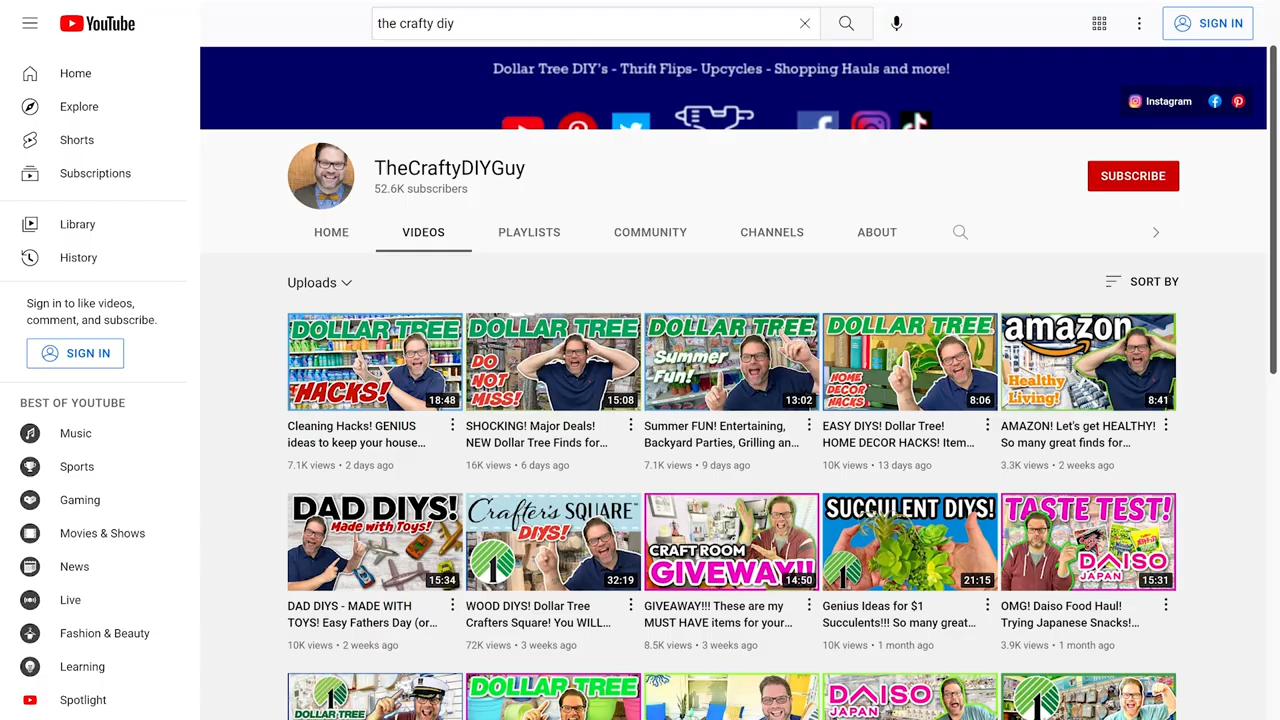 YouTube
the crafty diy
SIGN IN
Home
Explore
Shorts
Subscriptions
Library
History
Sign in to like videos,
comment, and subscribe.
SIGN IN
BEST OF YOUTUBE
Music
Sports
Gaming
Movies & Shows
News
Live
Fashion & Beauty
Learning
Spotlight
Dollar Tree DIY's - Thrift Flips- Upcycles - Shopping Hauls and more!
Instagram
TheCraftyDIYGuy
52.6K subscribers
SUBSCRIBE
HOME
VIDEOS
PLAYLISTS
COMMUNITY
CHANNELS
ABOUT
Uploads
SORT BY
DOLLAR TREE
HACKS!
18:48
DOLLAR TREE
DO
NOT
MISS!
15:08
DOLLAR TREE
Summer
Fun!
13:02
DOLLAR TREE
HOME
DECOR
HACKS!
8:06
amazon
Healthy
Living!
8:41
Cleaning Hacks! GENIUS
ideas to keep your house...
7.1K views • 2 days ago
SHOCKING! Major Deals!
NEW Dollar Tree Finds for...
16K views • 6 days ago
Summer FUN! Entertaining,
Backyard Parties, Grilling an...
7.1K views • 9 days ago
EASY DIYS! Dollar Tree!
HOME DECOR HACKS! Item...
10K views • 13 days ago
AMAZON! Let's get HEALTHY!
So many great finds for...
3.3K views • 2 weeks ago
DAD DIYS!
Made with Toys!
15:34
CRAFTER'S SQUARE™
DIYS!
1
32:19
CRAFT ROOM
GIVEAWAY!!
14:50
SUCCULENT DIYS!
1
21:15
TASTE TEST!
DAISO
JAPAN
15:31
DAD DIYS - MADE WITH
TOYS! Easy Fathers Day (or...
10K views • 2 weeks ago
WOOD DIYS! Dollar Tree
Crafters Square! You WILL...
72K views • 3 weeks ago
GIVEAWAY!!! These are my
MUST HAVE items for your...
8.5K views • 3 weeks ago
Genius Ideas for $1
Succulents!!! So many great...
10K views • 1 month ago
OMG! Daiso Food Haul!
Trying Japanese Snacks!...
3.9K views • 1 month ago
1
DOLLAR TREE
DOLLAR TREE
DAISO
JAPAN
1